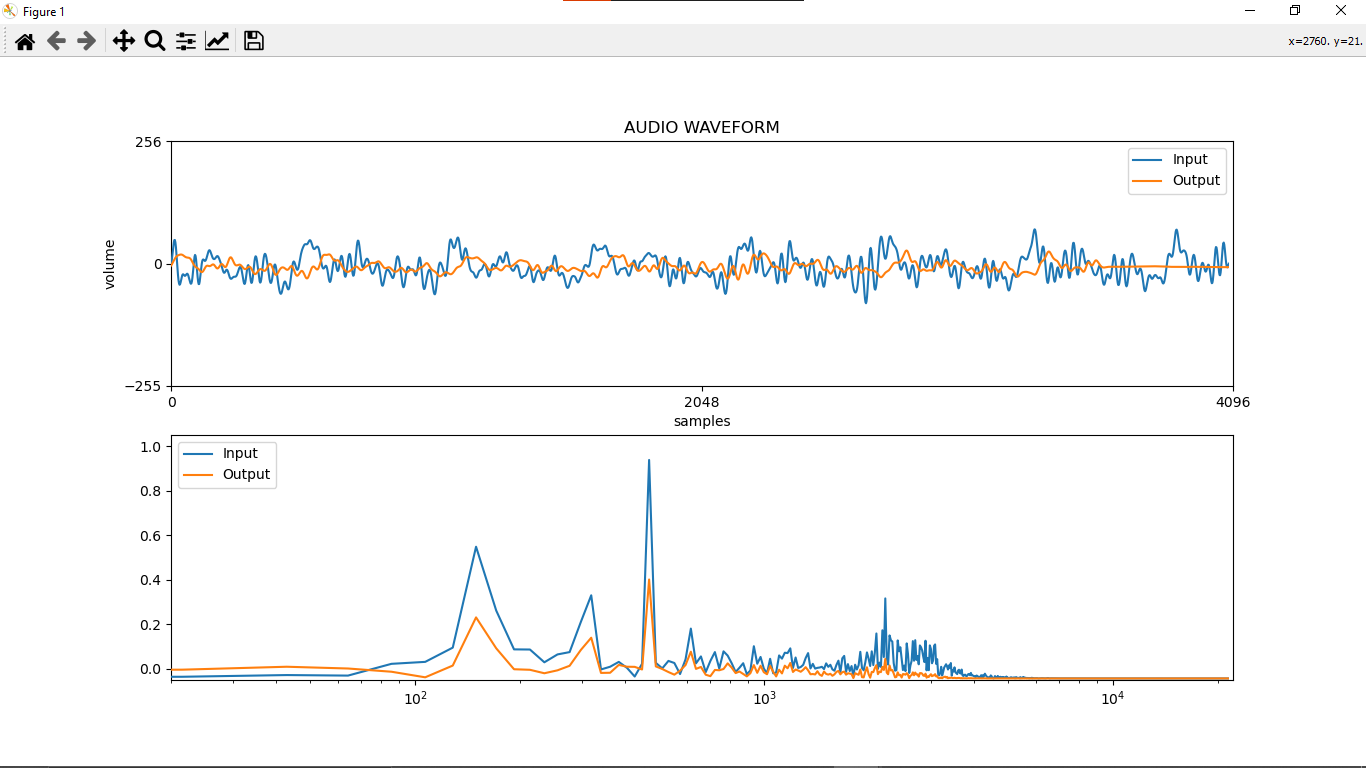 Figure 1
x=2760. y=21.
AUDIO WAVEFORM
256
0
−255
volume
Input
Output
0
2048
4096
samples
1.0
0.8
0.6
0.4
0.2
0.0
Input
Output
10²
10³
10⁴